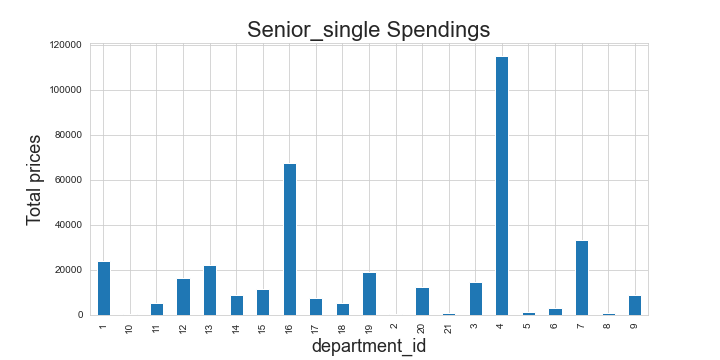 Senior_single Spendings
120000
100000
80000
60000
40000
20000
0
Total prices
1 10 11 12 13 14 15 16 17 18 19 2 20 21 3 4 5 6 7 8 9
department_id